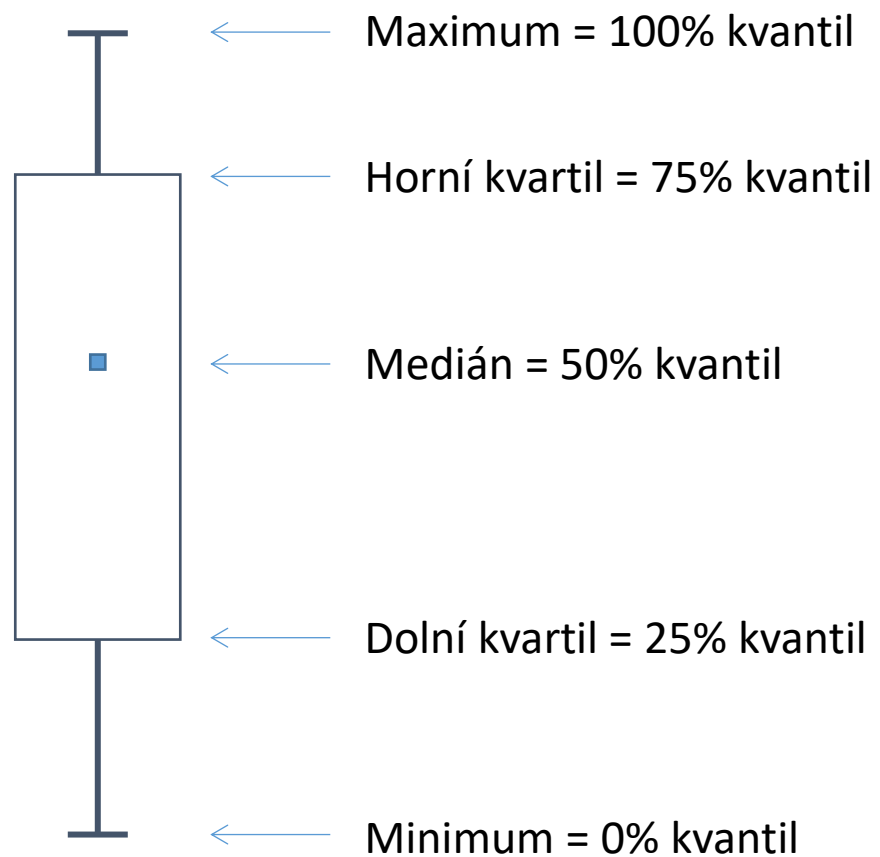 Maximum = 100% kvantil
Horní kvartil = 75% kvantil
Medián = 50% kvantil
Dolní kvartil = 25% kvantil
Minimum = 0% kvantil